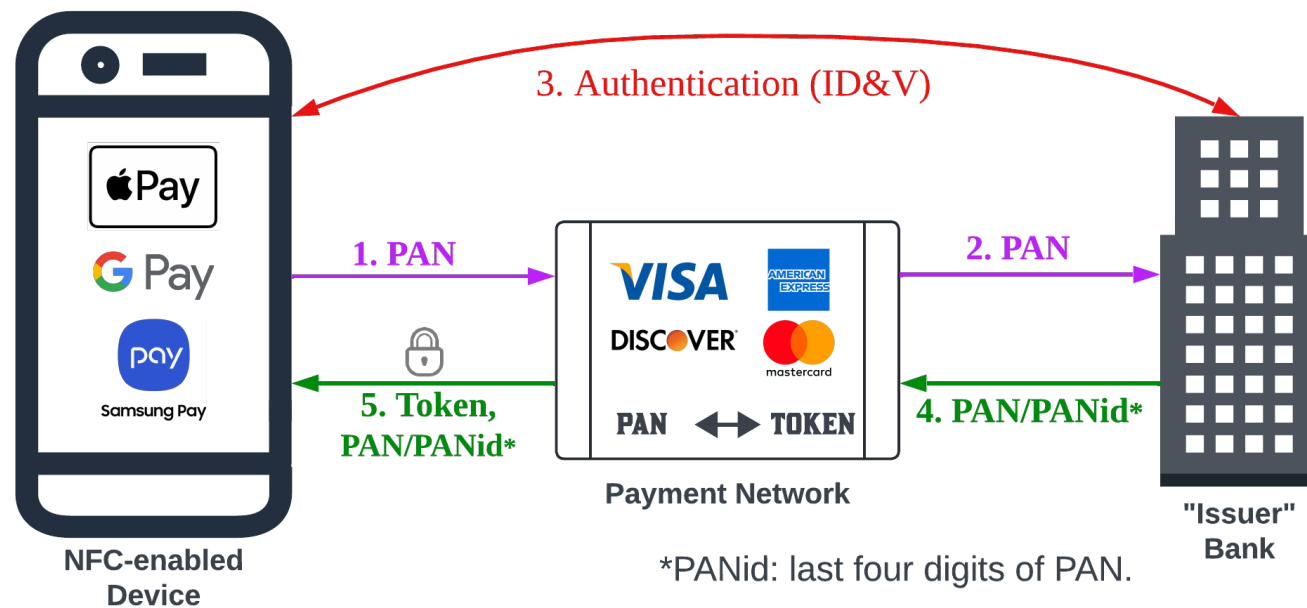 3. Authentication (ID&V)
Pay
G Pay
pay
Samsung Pay
1. PAN
VISA
AMERICAN
EXPRESS
DISCOVER
mastercard
2. PAN
5. Token,
PAN/PANid*
PAN
TOKEN
4. PAN/PANid*
Payment Network
NFC-enabled
Device
"Issuer"
Bank
*PANid: last four digits of PAN.